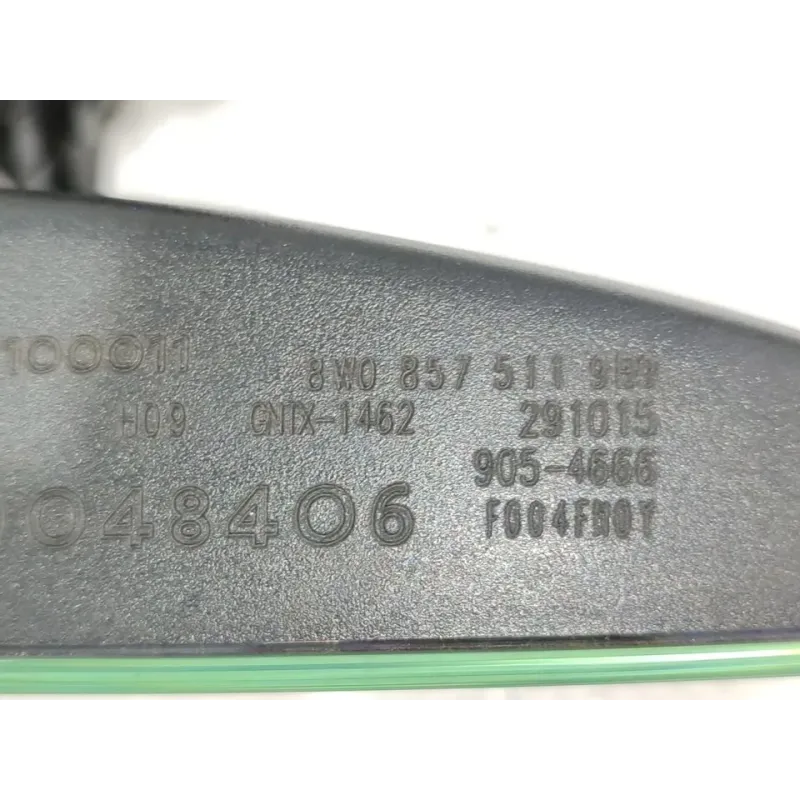 100011
8W0 857 511 9B9
H09 GNTX-1462 291015
905-4666
048406 F004FN0T